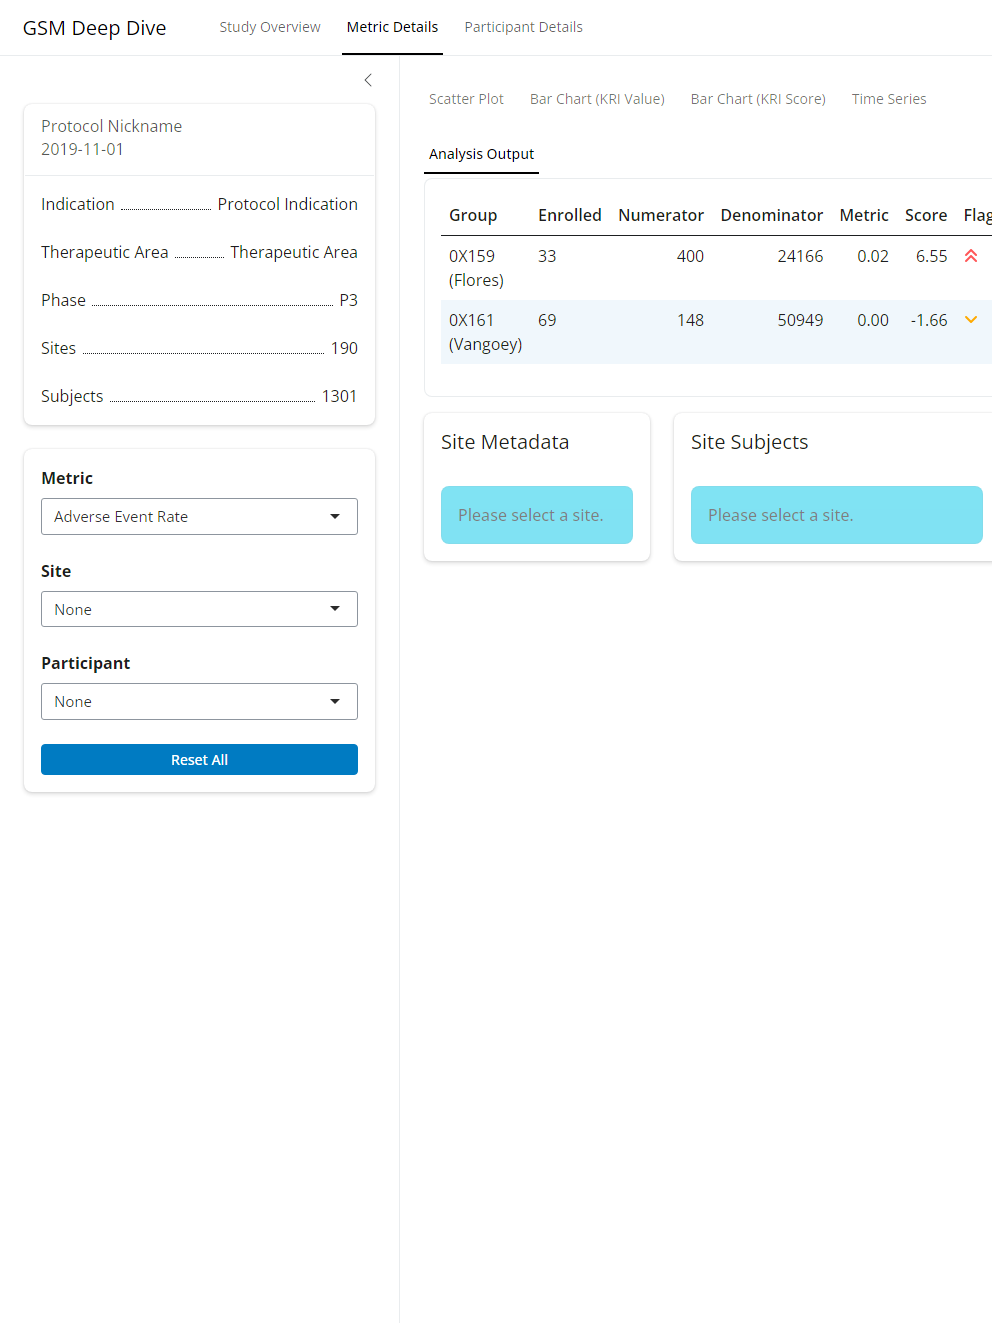 GSM Deep Dive
Study Overview
Metric Details
Participant Details
Protocol Nickname
2019-11-01
Indication Protocol Indication
Therapeutic Area Therapeutic Area
Phase P3
Sites 190
Subjects 1301
Metric
Adverse Event Rate
Site
None
Participant
None
Reset All
Scatter Plot
Bar Chart (KRI Value)
Bar Chart (KRI Score)
Time Series
Analysis Output
Group Enrolled Numerator Denominator Metric Score Flag
0X159 33 400 24166 0.02 6.55
(Flores)
0X161 69 148 50949 0.00 -1.66
(Vangoey)
Site Metadata
Please select a site.
Site Subjects
Please select a site.